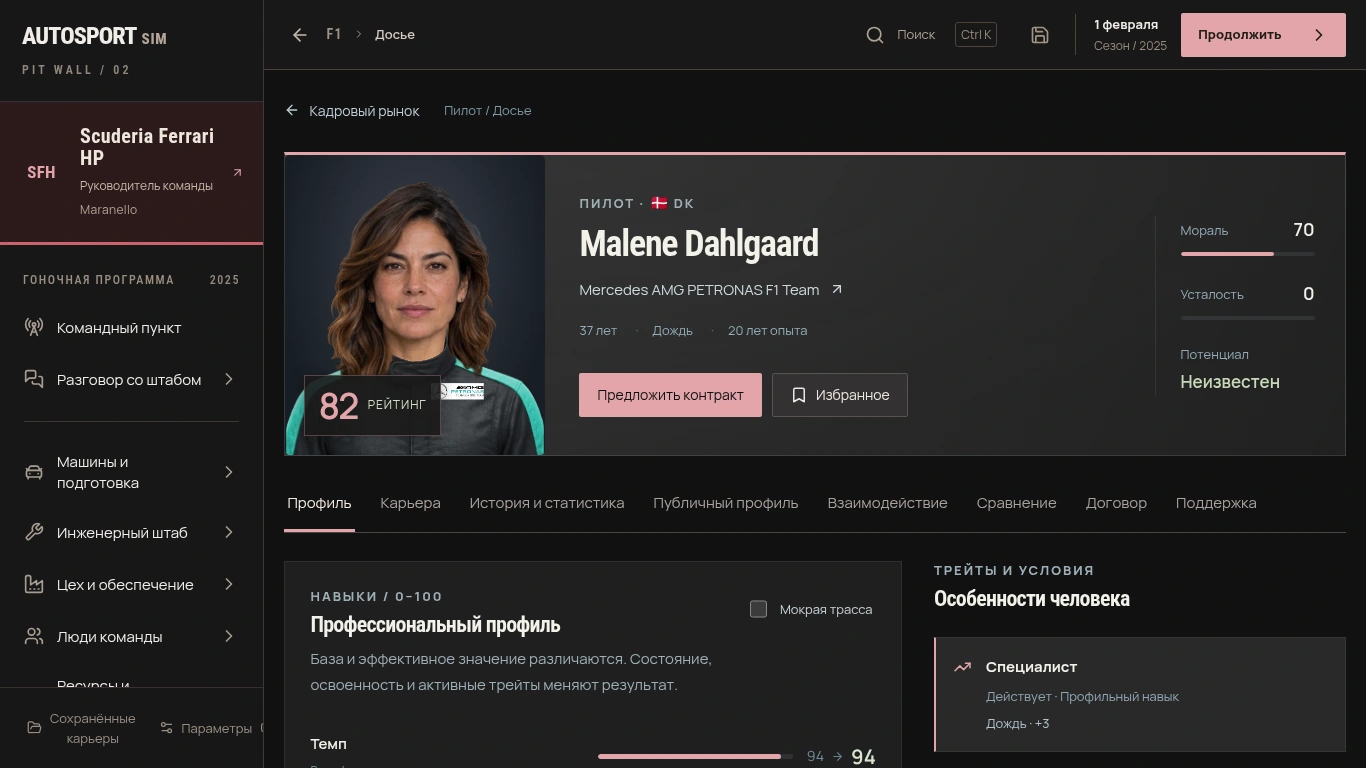 AUTOSPORT SIM
PIT WALL / 02
SFH
Scuderia Ferrari
HP
Руководитель команды
Maranello
ГОНОЧНАЯ ПРОГРАММА 2025
Командный пункт
Разговор со штабом
Машины и
подготовка
Инженерный штаб
Цех и обеспечение
Люди команды
Ресурсы и
Сохранённые
карьеры
Параметры
F1 Досье
Поиск Ctrl K
1 февраля
Сезон / 2025
Продолжить
Кадровый рынок Пилот / Досье
82 РЕЙТИНГ
ПИЛОТ · DK
Malene Dahlgaard
Mercedes AMG PETRONAS F1 Team
37 лет · Дождь · 20 лет опыта
Предложить контракт
Избранное
Мораль 70
Усталость 0
Потенциал
Неизвестен
Профиль Карьера История и статистика Публичный профиль Взаимодействие Сравнение Договор Поддержка
НАВЫКИ / 0–100
Профессиональный профиль
Мокрая трасса
База и эффективное значение различаются. Состояние,
освоенность и активные трейты меняют результат.
Темп
94 → 94
ТРЕЙТЫ И УСЛОВИЯ
Особенности человека
Специалист
Действует · Профильный навык
Дождь · +3